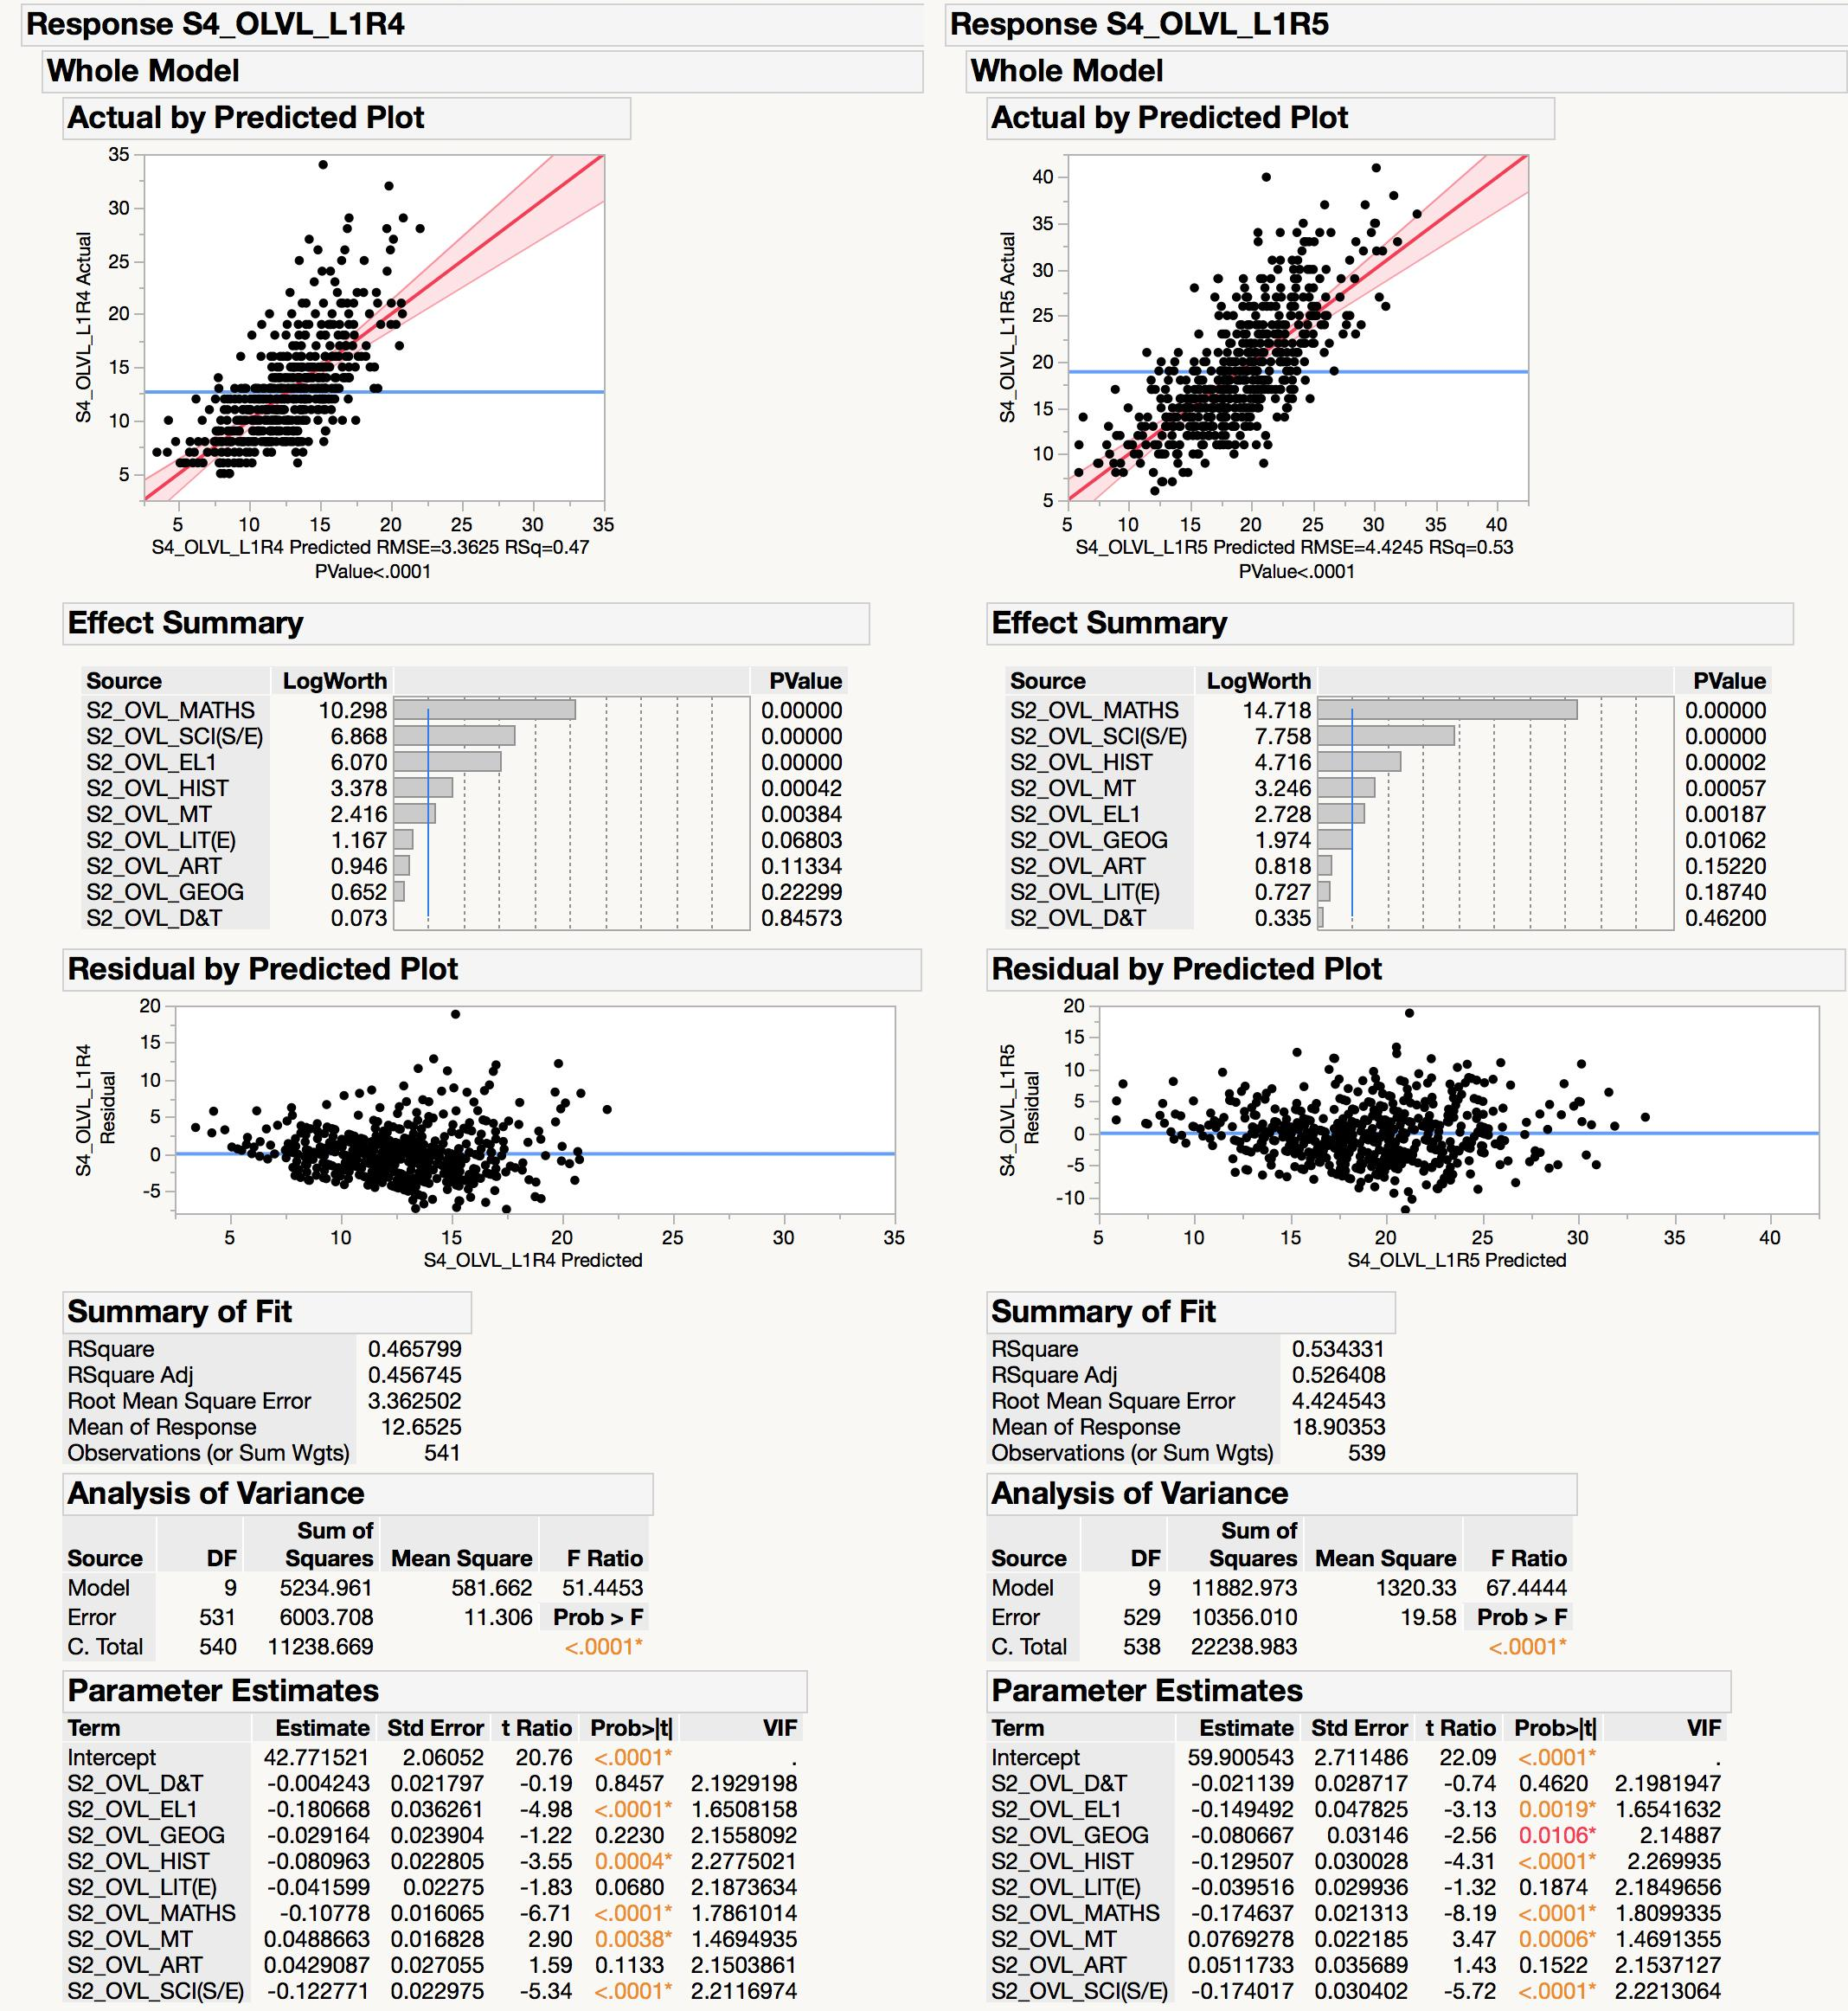 Response S4_OLVL_L1R4
Whole Model
Actual by Predicted Plot
S4_OLVL_L1R4 Actual
35
30
25
20
15
10
5
5 10 15 20 25 30 35
S4_OLVL_L1R4 Predicted RMSE=3.3625 RSq=0.47
PValue<.0001
Effect Summary
Source LogWorth PValue
S2_OVL_MATHS 10.298 0.00000
S2_OVL_SCI(S/E) 6.868 0.00000
S2_OVL_EL1 6.070 0.00000
S2_OVL_HIST 3.378 0.00042
S2_OVL_MT 2.416 0.00384
S2_OVL_LIT(E) 1.167 0.06803
S2_OVL_ART 0.946 0.11334
S2_OVL_GEOG 0.652 0.22299
S2_OVL_D&T 0.073 0.84573
Residual by Predicted Plot
S4_OLVL_L1R4
Residual
20
15
10
5
0
-5
5 10 15 20 25 30 35
S4_OLVL_L1R4 Predicted
Summary of Fit
RSquare 0.465799
RSquare Adj 0.456745
Root Mean Square Error 3.362502
Mean of Response 12.6525
Observations (or Sum Wgts) 541
Analysis of Variance
Sum of
Source DF Squares Mean Square F Ratio
Model 9 5234.961 581.662 51.4453
Error 531 6003.708 11.306 Prob > F
C. Total 540 11238.669 <.0001*
Parameter Estimates
Term Estimate Std Error t Ratio Prob>|t| VIF
Intercept 42.771521 2.06052 20.76 <.0001* .
S2_OVL_D&T -0.004243 0.021797 -0.19 0.8457 2.1929198
S2_OVL_EL1 -0.180668 0.036261 -4.98 <.0001* 1.6508158
S2_OVL_GEOG -0.029164 0.023904 -1.22 0.2230 2.1558092
S2_OVL_HIST -0.080963 0.022805 -3.55 0.0004* 2.2775021
S2_OVL_LIT(E) -0.041599 0.02275 -1.83 0.0680 2.1873634
S2_OVL_MATHS -0.10778 0.016065 -6.71 <.0001* 1.7861014
S2_OVL_MT 0.0488663 0.016828 2.90 0.0038* 1.4694935
S2_OVL_ART 0.0429087 0.027055 1.59 0.1133 2.1503861
S2_OVL_SCI(S/E) -0.122771 0.022975 -5.34 <.0001* 2.2116974
Response S4_OLVL_L1R5
Whole Model
Actual by Predicted Plot
S4_OLVL_L1R5 Actual
40
35
30
25
20
15
10
5
5 10 15 20 25 30 35 40
S4_OLVL_L1R5 Predicted RMSE=4.4245 RSq=0.53
PValue<.0001
Effect Summary
Source LogWorth PValue
S2_OVL_MATHS 14.718 0.00000
S2_OVL_SCI(S/E) 7.758 0.00000
S2_OVL_HIST 4.716 0.00002
S2_OVL_MT 3.246 0.00057
S2_OVL_EL1 2.728 0.00187
S2_OVL_GEOG 1.974 0.01062
S2_OVL_ART 0.818 0.15220
S2_OVL_LIT(E) 0.727 0.18740
S2_OVL_D&T 0.335 0.46200
Residual by Predicted Plot
S4_OLVL_L1R5
Residual
20
15
10
5
0
-5
-10
5 10 15 20 25 30 35 40
S4_OLVL_L1R5 Predicted
Summary of Fit
RSquare 0.534331
RSquare Adj 0.526408
Root Mean Square Error 4.424543
Mean of Response 18.90353
Observations (or Sum Wgts) 539
Analysis of Variance
Sum of
Source DF Squares Mean Square F Ratio
Model 9 11882.973 1320.33 67.4444
Error 529 10356.010 19.58 Prob > F
C. Total 538 22238.983 <.0001*
Parameter Estimates
Term Estimate Std Error t Ratio Prob>|t| VIF
Intercept 59.900543 2.711486 22.09 <.0001* .
S2_OVL_D&T -0.021139 0.028717 -0.74 0.4620 2.1981947
S2_OVL_EL1 -0.149492 0.047825 -3.13 0.0019* 1.6541632
S2_OVL_GEOG -0.080667 0.03146 -2.56 0.0106* 2.14887
S2_OVL_HIST -0.129507 0.030028 -4.31 <.0001* 2.269935
S2_OVL_LIT(E) -0.039516 0.029936 -1.32 0.1874 2.1849656
S2_OVL_MATHS -0.174637 0.021313 -8.19 <.0001* 1.8099335
S2_OVL_MT 0.0769278 0.022185 3.47 0.0006* 1.4691355
S2_OVL_ART 0.0511733 0.035689 1.43 0.1522 2.1537127
S2_OVL_SCI(S/E) -0.174017 0.030402 -5.72 <.0001* 2.2213064